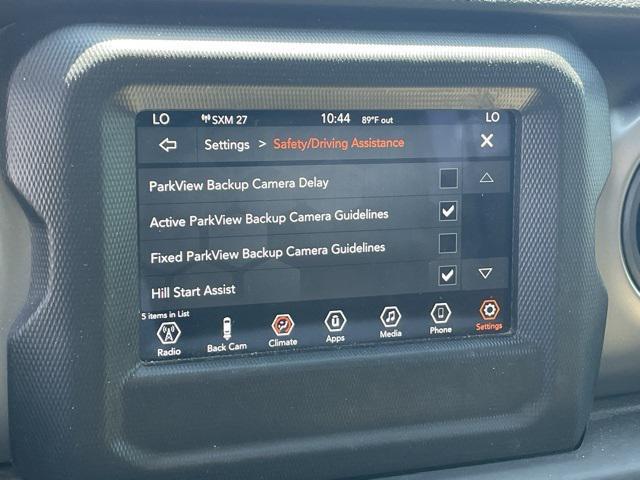 LO SXM 27 10:44 89°F out LO
Settings > Safety/Driving Assistance
ParkView Backup Camera Delay
Active ParkView Backup Camera Guidelines
Fixed ParkView Backup Camera Guidelines
Hill Start Assist
5 items in List
Radio Back Cam Climate Apps Media Phone Settings